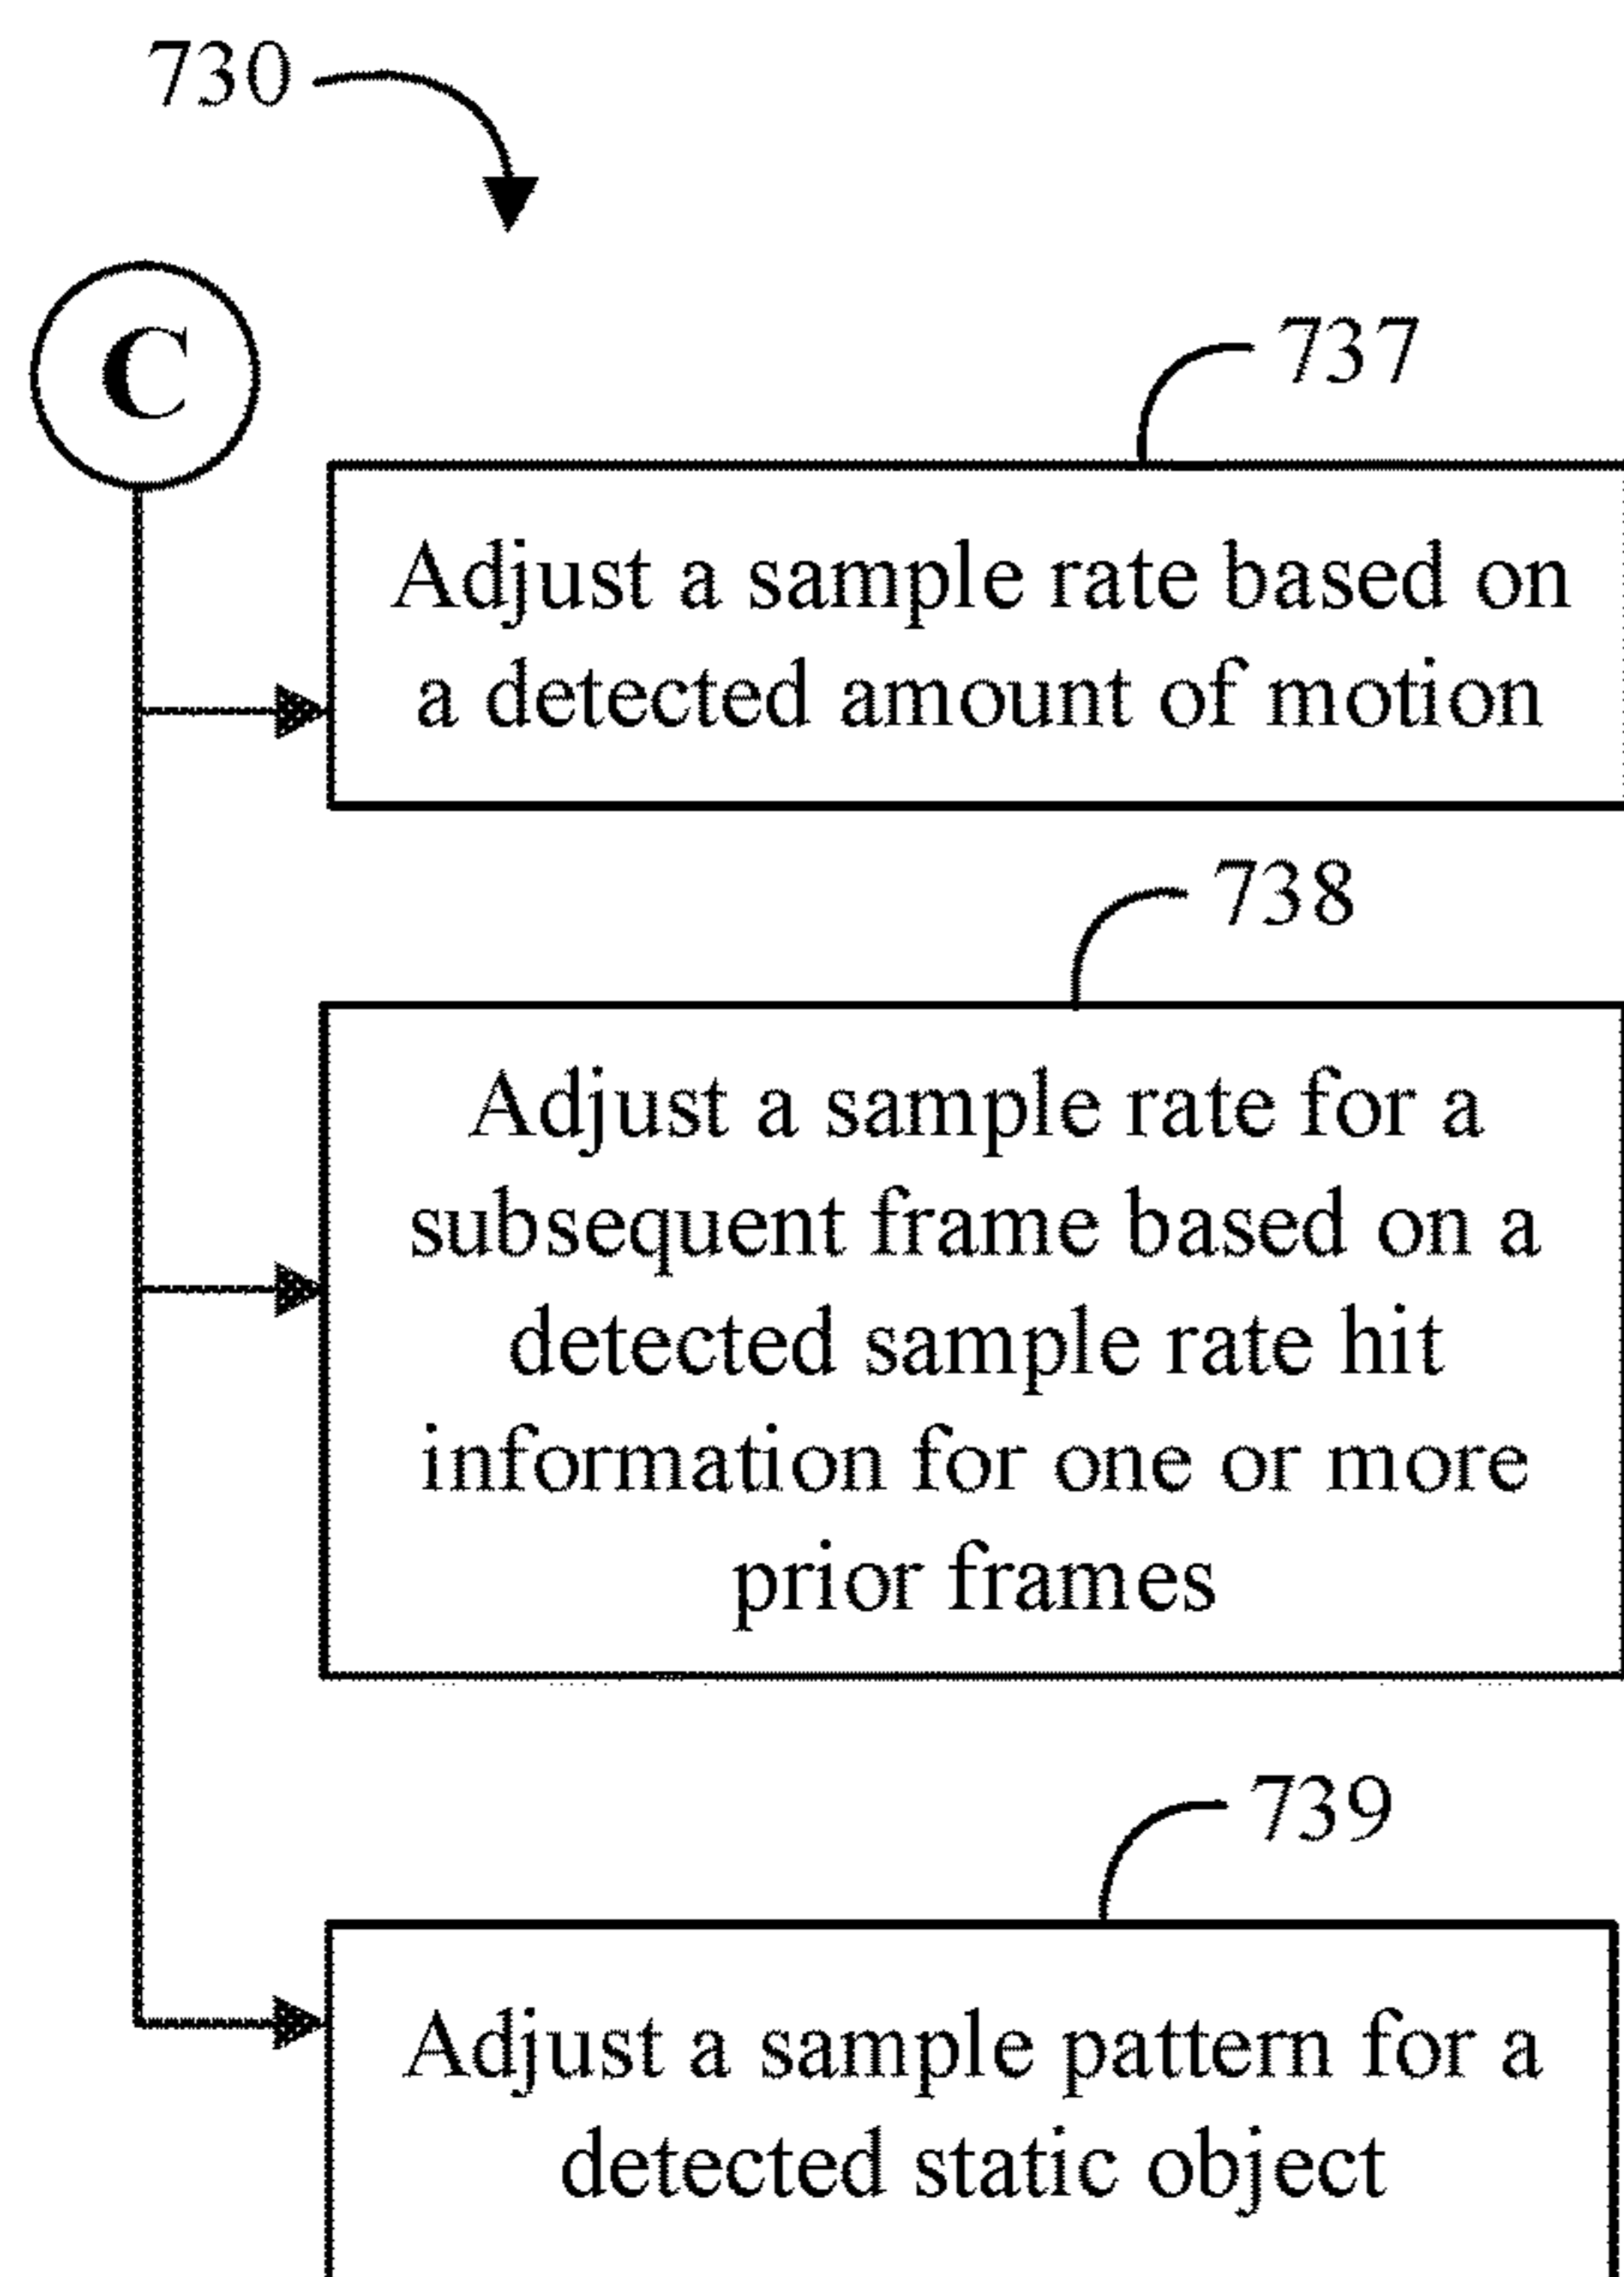 730
C
737
Adjust a sample rate based on
a detected amount of motion
738
Adjust a sample rate for a
subsequent frame based on a
detected sample rate hit
information for one or more
prior frames
739
Adjust a sample pattern for a
detected static object